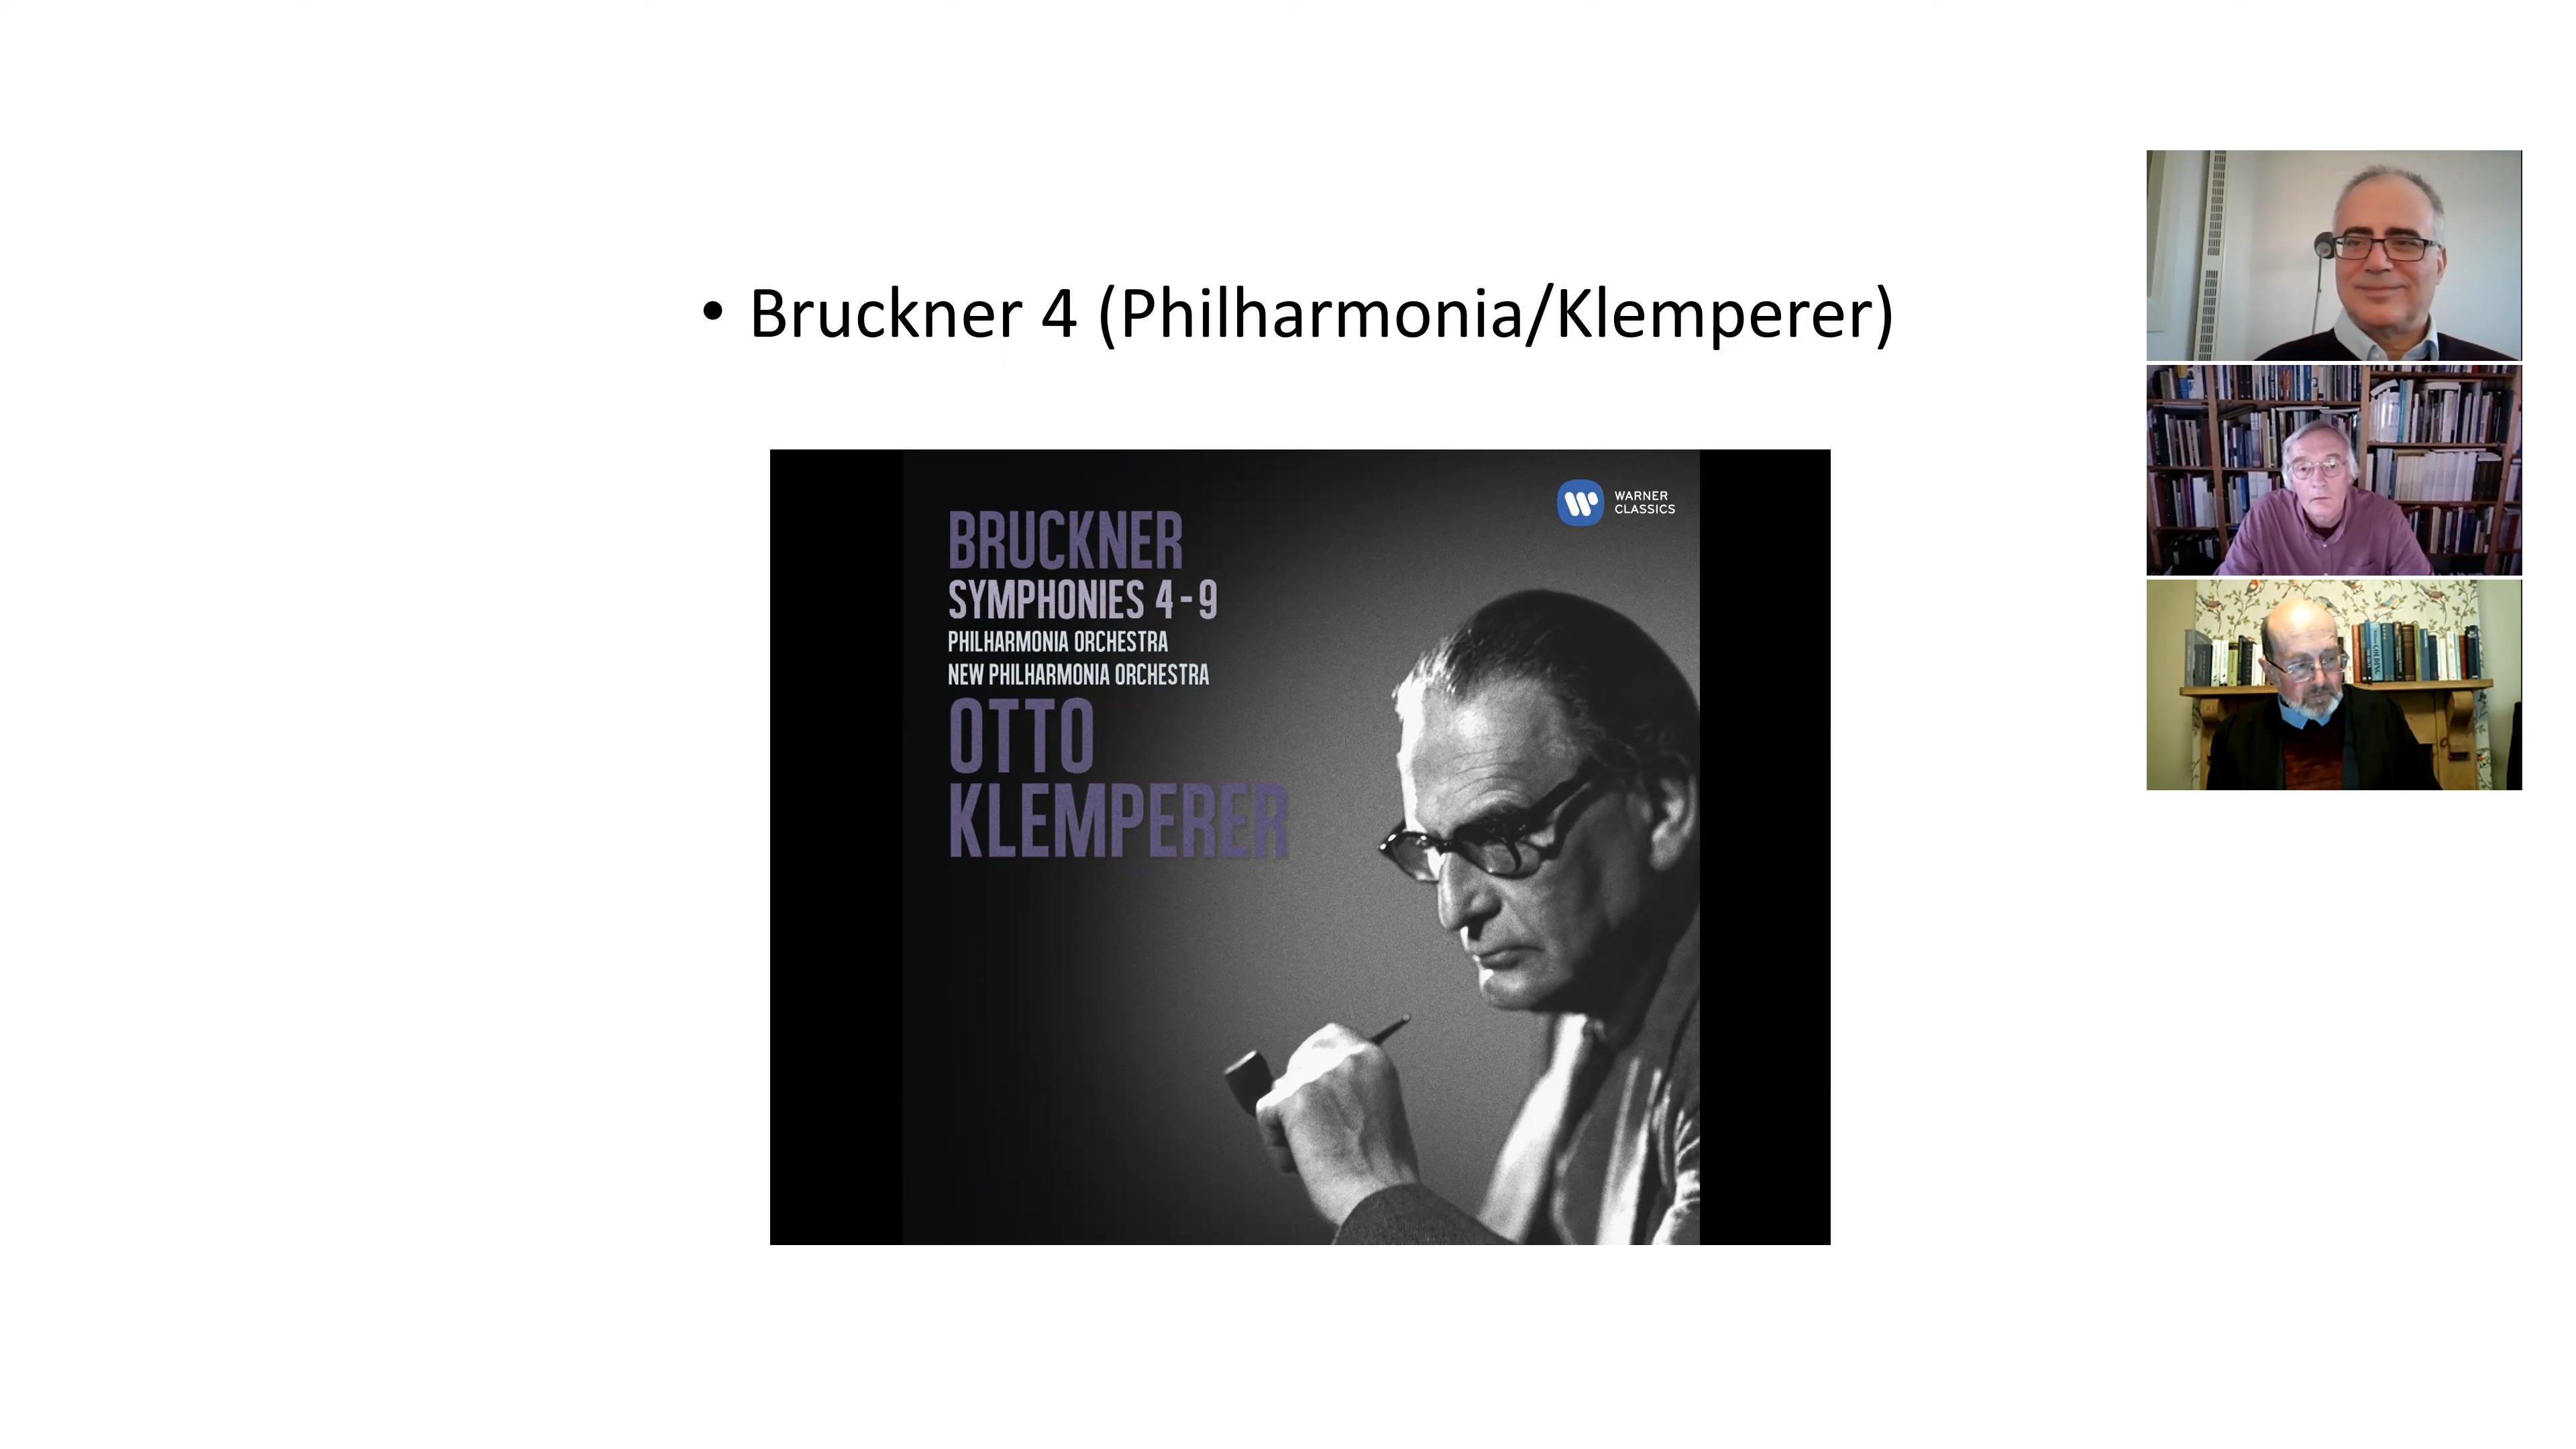 • Bruckner 4 (Philharmonia/Klemperer)
WARNER
CLASSICS
BRUCKNER
SYMPHONIES 4-9
PHILHARMONIA ORCHESTRA
NEW PHILHARMONIA ORCHESTRA
OTTO
KLEMPERER